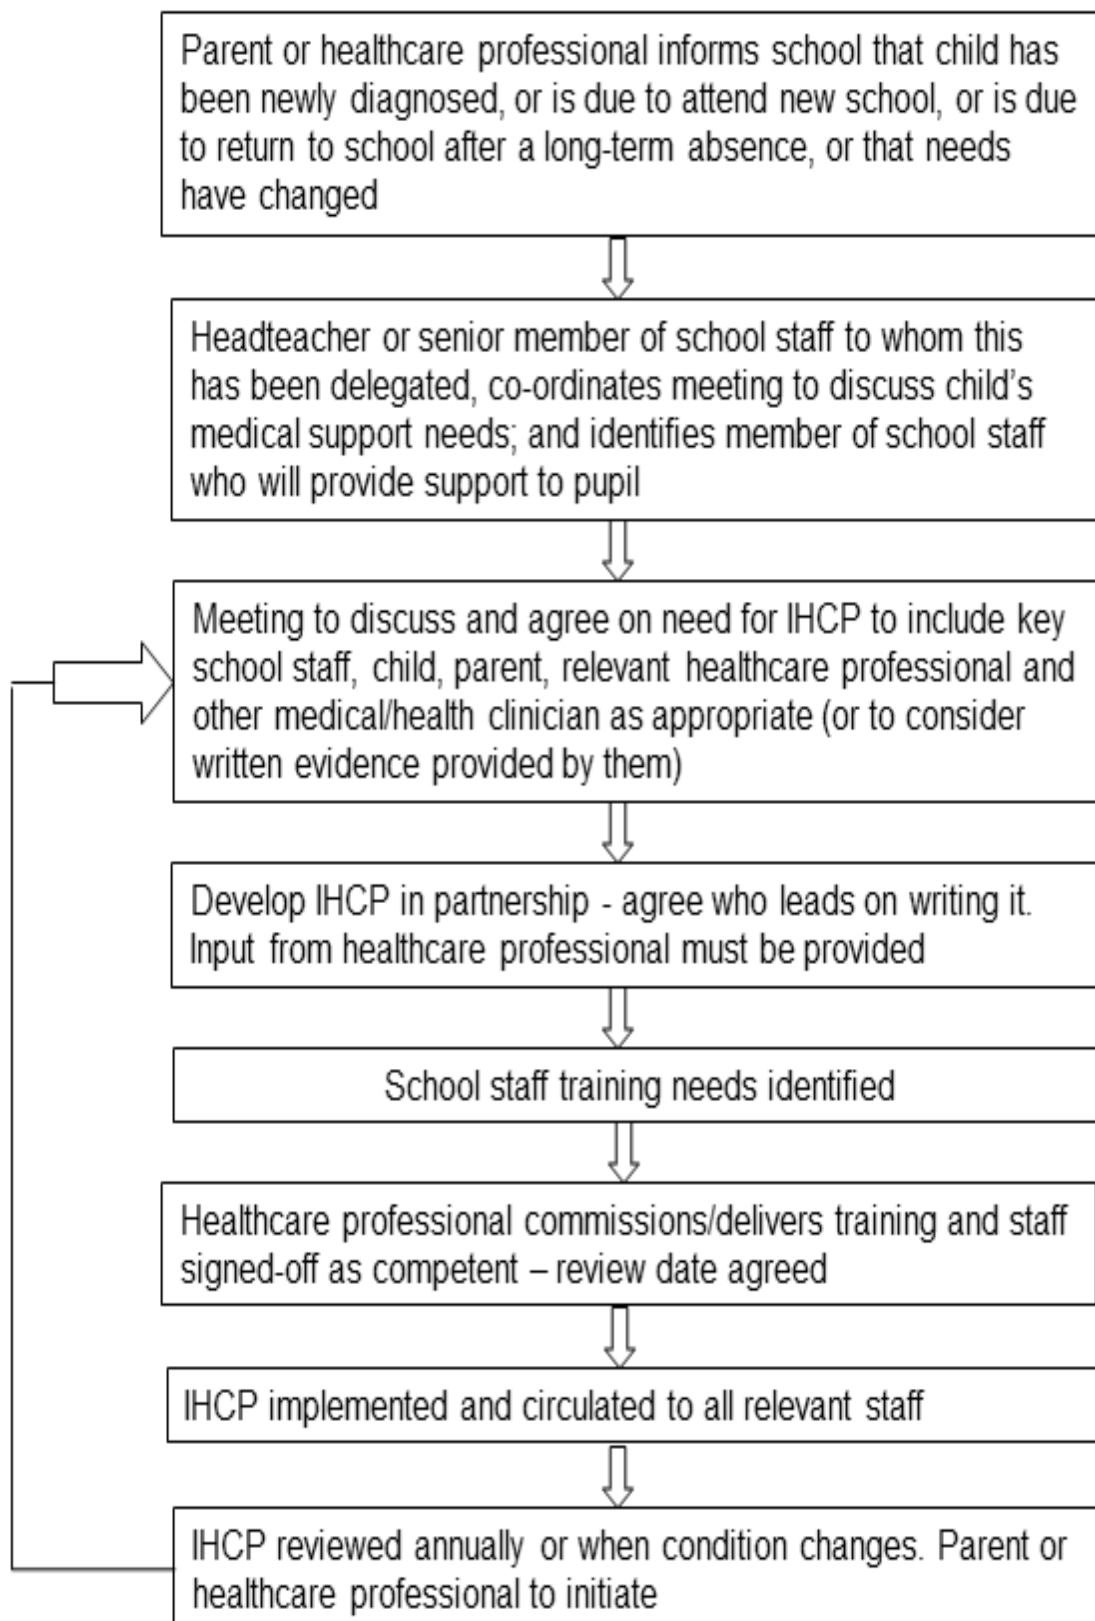 Parent or healthcare professional informs school that child has
been newly diagnosed, or is due to attend new school, or is due
to return to school after a long-term absence, or that needs
have changed
Headteacher or senior member of school staff to whom this
has been delegated, co-ordinates meeting to discuss child's
medical support needs; and identifies member of school staff
who will provide support to pupil
Meeting to discuss and agree on need for IHCP to include key
school staff, child, parent, relevant healthcare professional and
other medical/health clinician as appropriate (or to consider
written evidence provided by them)
Develop IHCP in partnership - agree who leads on writing it.
Input from healthcare professional must be provided
School staff training needs identified
Healthcare professional commissions/delivers training and staff
signed-off as competent – review date agreed
IHCP implemented and circulated to all relevant staff
IHCP reviewed annually or when condition changes. Parent or
healthcare professional to initiate